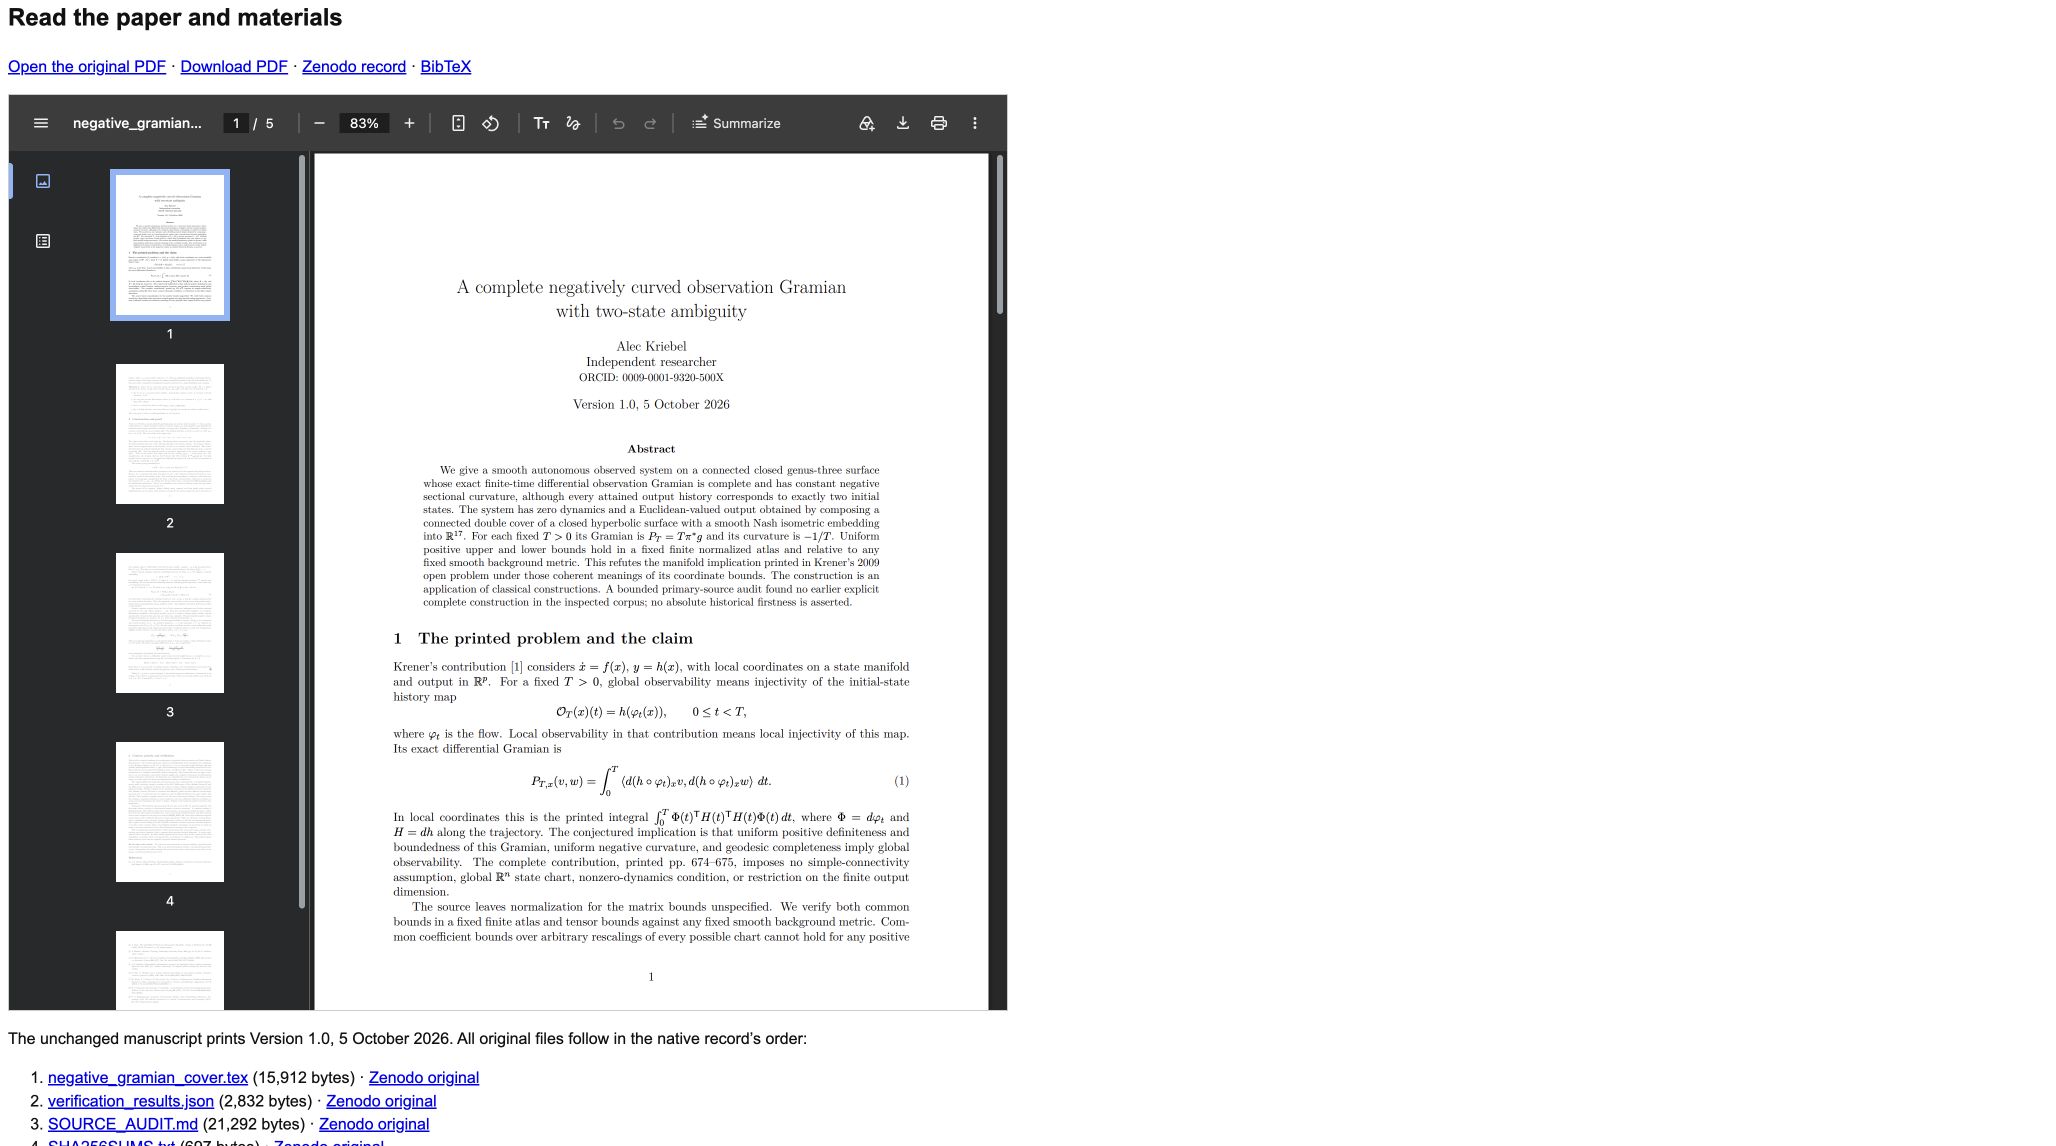 Read the paper and materials
Open the original PDF · Download PDF · Zenodo record · BibTeX
negative_gramian... 1 / 5 83% Summarize
1
2
3
4
A complete negatively curved observation Gramian
with two-state ambiguity
Alec Kriebel
Independent researcher
ORCID: 0009-0001-9320-500X
Version 1.0, 5 October 2026
Abstract
We give a smooth autonomous observed system on a connected closed genus-three surface
whose exact finite-time differential observation Gramian is complete and has constant negative
sectional curvature, although every attained output history corresponds to exactly two initial
states. The system has zero dynamics and a Euclidean-valued output obtained by composing a
connected double cover of a closed hyperbolic surface with a smooth Nash isometric embedding
into ℝ¹⁷. For each fixed T > 0 its Gramian is P_T = Tπ*g and its curvature is −1/T. Uniform
positive upper and lower bounds hold in a fixed finite normalized atlas and relative to any
fixed smooth background metric. This refutes the manifold implication printed in Krener's 2009
open problem under those coherent meanings of its coordinate bounds. The construction is an
application of classical constructions. A bounded primary-source audit found no earlier explicit
complete construction in the inspected corpus; no absolute historical firstness is asserted.
1 The printed problem and the claim
Krener's contribution [1] considers ẋ = f(x), y = h(x), with local coordinates on a state manifold
and output in ℝᵖ. For a fixed T > 0, global observability means injectivity of the initial-state
history map
𝒪_T(x)(t) = h(φ_t(x)), 0 ≤ t < T,
where φ_t is the flow. Local observability in that contribution means local injectivity of this map.
Its exact differential Gramian is
P_{T,x}(v, w) = ∫₀ᵀ ⟨d(h ∘ φ_t)_x v, d(h ∘ φ_t)_x w⟩ dt. (1)
In local coordinates this is the printed integral ∫₀ᵀ Φ(t)ᵀH(t)ᵀH(t)Φ(t) dt, where Φ = dφ_t and
H = dh along the trajectory. The conjectured implication is that uniform positive definiteness and
boundedness of this Gramian, uniform negative curvature, and geodesic completeness imply global
observability. The complete contribution, printed pp. 674–675, imposes no simple-connectivity
assumption, global ℝⁿ state chart, nonzero-dynamics condition, or restriction on the finite output
dimension.
The source leaves normalization for the matrix bounds unspecified. We verify both common
bounds in a fixed finite atlas and tensor bounds against any fixed smooth background metric. Com-
mon coefficient bounds over arbitrary rescalings of every possible chart cannot hold for any positive
1
The unchanged manuscript prints Version 1.0, 5 October 2026. All original files follow in the native record's order:
1. negative_gramian_cover.tex (15,912 bytes) · Zenodo original
2. verification_results.json (2,832 bytes) · Zenodo original
3. SOURCE_AUDIT.md (21,292 bytes) · Zenodo original
4. SHA256SUMS.txt (697 bytes) · Zenodo original